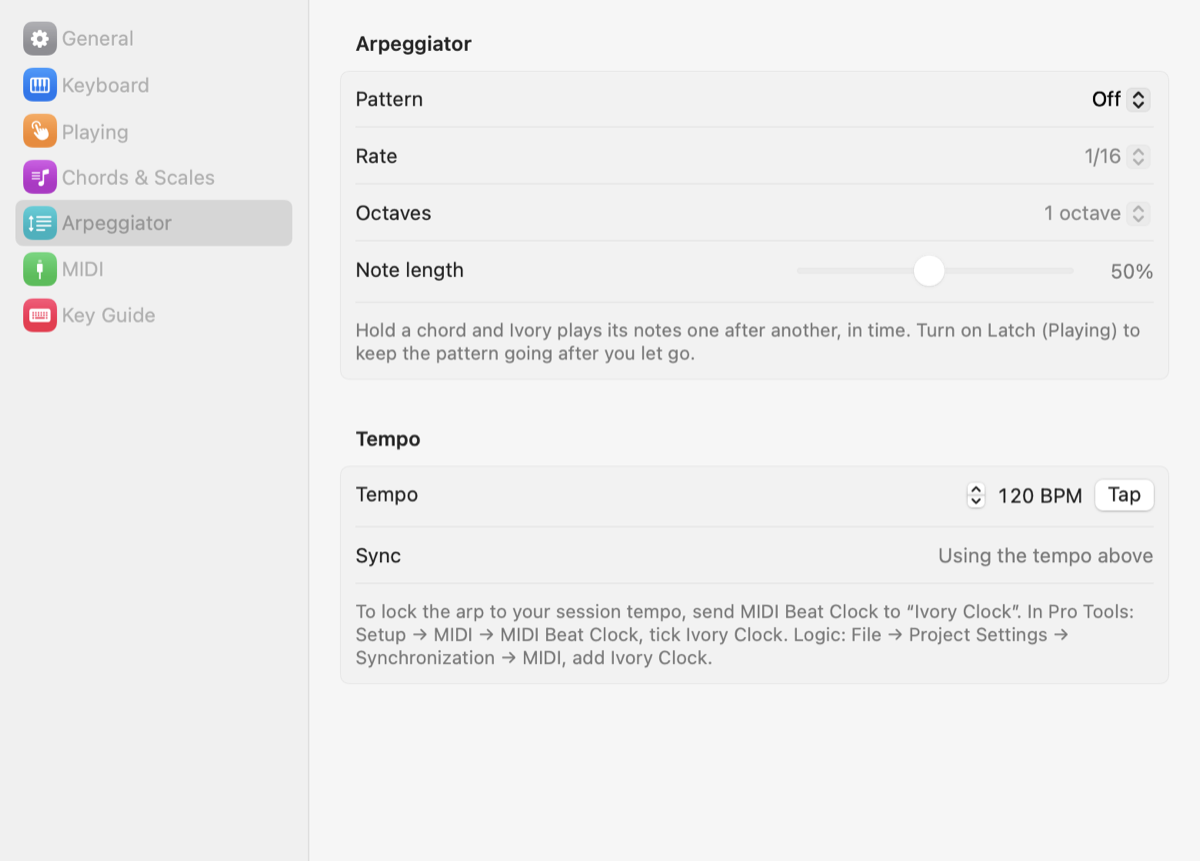 General
Keyboard
Playing
Chords & Scales
Arpeggiator
MIDI
Key Guide
Arpeggiator
Pattern Off
Rate 1/16
Octaves 1 octave
Note length 50%
Hold a chord and Ivory plays its notes one after another, in time. Turn on Latch (Playing) to
keep the pattern going after you let go.
Tempo
Tempo 120 BPM Tap
Sync Using the tempo above
To lock the arp to your session tempo, send MIDI Beat Clock to “Ivory Clock”. In Pro Tools:
Setup → MIDI → MIDI Beat Clock, tick Ivory Clock. Logic: File → Project Settings →
Synchronization → MIDI, add Ivory Clock.